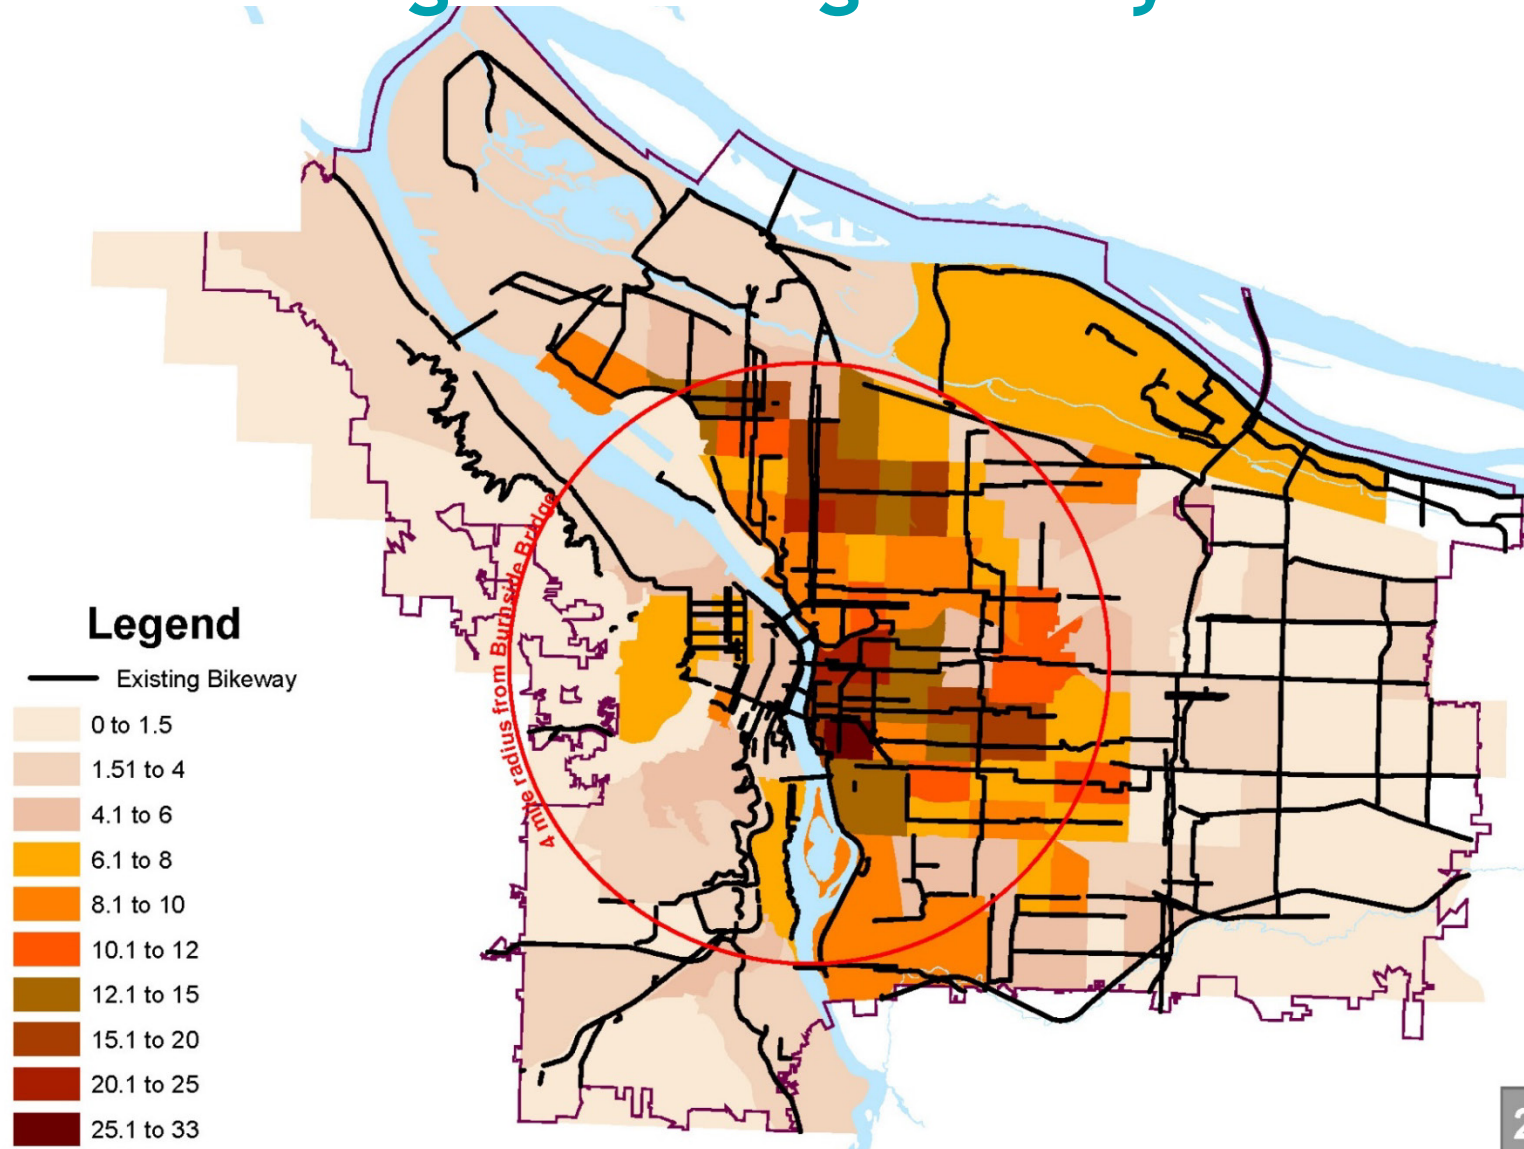 Legend
Existing Bikeway
0 to 1.5
1.51 to 4
4.1 to 6
6.1 to 8
8.1 to 10
10.1 to 12
12.1 to 15
15.1 to 20
20.1 to 25
25.1 to 33
4 mile radius from Burnside Bridge
2